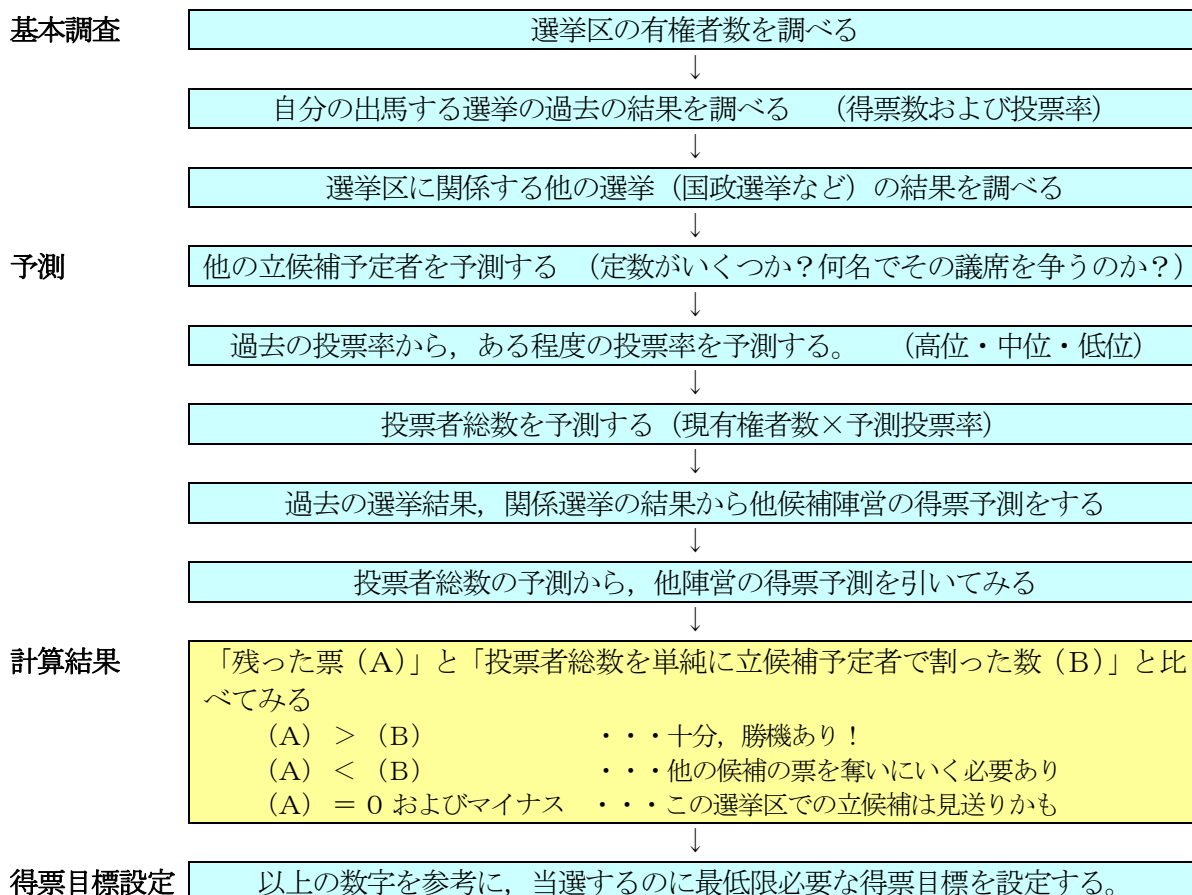 基本調査 選挙区の有権者数を調べる
↓
自分の出馬する選挙の過去の結果を調べる （得票数および投票率）
↓
選挙区に関係する他の選挙（国政選挙など）の結果を調べる
↓
予測 他の立候補予定者を予測する （定数がいくつか？何名でその議席を争うのか？）
↓
過去の投票率から，ある程度の投票率を予測する。 （高位・中位・低位）
↓
投票者総数を予測する（現有権者数×予測投票率）
↓
過去の選挙結果，関係選挙の結果から他候補陣営の得票予測をする
↓
投票者総数の予測から，他陣営の得票予測を引いてみる
↓
計算結果 「残った票（A）」と「投票者総数を単純に立候補予定者で割った数（B）」と比
べてみる
（A）＞（B） ・・・十分，勝機あり！
（A）＜（B） ・・・他の候補の票を奪いにいく必要あり
（A）＝0 およびマイナス ・・・この選挙区での立候補は見送りかも
↓
得票目標設定 以上の数字を参考に，当選するのに最低限必要な得票目標を設定する。